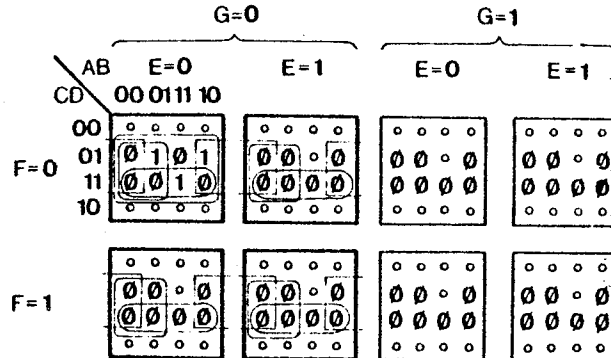 G=0 G=1
AB E=0 E=1 E=0 E=1
CD 00 01 11 10
00 o o o o o o o o o o o o o o o o
F=0 01 Ø 1 Ø 1 Ø Ø o Ø Ø Ø o Ø Ø Ø o Ø
11 Ø Ø 1 Ø Ø Ø Ø Ø Ø Ø Ø Ø Ø Ø Ø Ø
10 o o o o o o o o o o o o o o o o
o o o o o o o o o o o o o o o o
F=1 Ø Ø o Ø Ø Ø o Ø Ø Ø o Ø Ø Ø o Ø
Ø Ø Ø Ø Ø Ø Ø Ø Ø Ø Ø Ø Ø Ø Ø Ø
o o o o o o o o o o o o o o o o